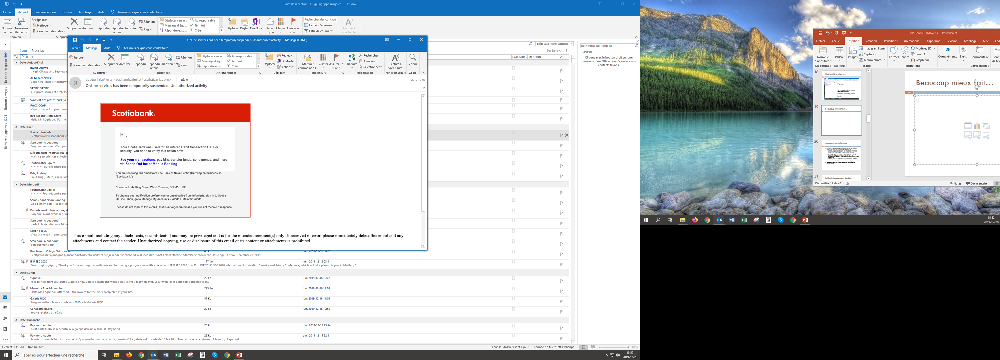 Boîte de réception - Luigi.Logrippo@uqo.ca - Outlook
Fichier Accueil Envoi/réception Dossier Affichage Aide Dites-nous ce que vous voulez faire
Nouveau courrier Nouveaux éléments Ignorer Nettoyer Courrier indésirable Supprimer Archiver Répondre Répondre à tous Transférer Réunion Plus
Déplacer vers u... Au responsable
Message d'équi... Terminé
Répondre et su... Créer
Déplacer Règles OneNote Non lu/Lu Classer Assurer un suivi
Rechercher des contacts
Carnet d'adresses
Filtre de courrier
Lecture à voix haute
Nouveau
OnLine services has been temporarily suspended. Unauthorized activity - Message (HTML)
Fichier Message Aide Dites-nous ce que vous voulez faire
Ignorer
Courrier indésirable Supprimer Archiver
Répondre Répondre à tous Transférer Réunion Plus
Déplacer vers u... Au responsable
Message d'équi... Terminé
Répondre et su... Créer
Déplacer Règles OneNote Actions
Marquer comme non lu Classer Assurer un suivi
Traduire Rechercher Associés Sélectionner
Lecture à voix haute Zoom
Supprimer Répondre Actions rapides Déplacer Indicateurs Modification Fonction vocale Zoom
SI
Scotia InfoAlerts <scotiainfoalerts@scotiabank.com> 0
2019-12-07
OnLine services has been temporarily suspended. Unauthorized activity
Scotiabank
Hi ,
Your ScotiaCard was used for an Interac Debit transaction ET. For
security, you need to verify this action now.
See your transactions, pay bills, transfer funds, send money, and more
via Scotia OnLine or Mobile Banking.
You are receiving this email from The Bank of Nova Scotia (Carrying on business as
"Scotiabank")
Scotiabank, 44 King Street West, Toronto, ON M5H 1H1.
To change your notification preferences or unsubscribe from InfoAlerts, sign in to Scotia
OnLine. Then, go to Manage My Accounts > Alerts > Maintain Alerts.
Please do not reply to this e-mail, as it is auto-generated and you will not receive a response.
This e-mail, including any attachments, is confidential and may be privileged and is for the intended recipient(s) only. If received in error, please immediately delete this email and any
attachments and contact the sender. Unauthorized copying, use or disclosure of this email or its content or attachments is prohibited.
Boîte de réception 609
Éléments envoyés
Éléments supprimés 1205
Tous Non lus
DE
Date: Aujourd'hui
Invest Ottawa
Invest Ottawa and Bayview Y
ACM TechNews
Click here <https://technews
VRERC, VRERC
Aux professeures et professe
Syndicat des professeurs (Sec
PACC-CCAP
View this email in your brow
info@manoticktree.com
Hello Mr. Logrippo, Further
Date: Hier
Scotia InfoAlerts
<https://www.scotiabank.co
Stambouli A.ouadoud
Bonjour monsieur C'est pas
Département Informatique, d
Maîtrise en sciences et techn
soutien.sti@uqo.ca
=-=-=-= Pour répondre par
Pelc, Andrzej
Salut Luigi, Merci, j'ai lu l'art
Date: Mercredi
soutien.sti@uqo.ca
=-=-=-= Pour répondre par
Sarah - Sanderson Roofing
Good afternoon, Please fin
Département Informatique, d
Bonjour, Nous avons reçu u
Stambouli A.ouadoud
parfait. Je viendrai vers 16h a
SERENE-RISC
View this email in your brow
Stambouli A.ouadoud
Bonjour monsieur,
Beechwood Village Chiropractic 40 Ko mer. 2019-12-18 08:01
Friday December 20, 2019
IFIP SEC 2020 177 Ko mer. 2019-12-18 03:41
Dear Luigi Logrippo, Thank you for accepting the invitation and becoming a program committee member of IFIP SEC 2020, the 35th IFIP TC-11 SEC 2020 International Information Security and Privacy Conference, which will take place this year in Maribor, Sl...
Date: Lundi
Yiqun Xu 22 Ko lun. 2019-12-16 12:42
Nice to hear from you, Luigi! Glad to know you still teach and work, I am sure you really enjoy it. Security in IoT is a big topic and hot spot...
Manotick Tree Movers Inc. 295 Ko lun. 2019-12-16 12:09
Hello Mr. Logrippo: Attached is the invoice for the work completed at your site.
Galerie UQO 87 Ko lun. 2019-12-16 11:03
Programmation hiver - printemps 2020 à la Galerie UQO
CanadaHelps.org 29 Ko lun. 2019-12-16 10:59
You've received an eCard!
Date: Dimanche
Raymond Aubin 25 Ko dim. 2019-12-15 23:14
C'est parfait. On se rencontre à la galerie demain à 18 h 30. Raymond
Raymond Aubin 22 Ko dim. 2019-12-15 22:31
Je suis disponible lundi ou mercredi. Que veux-tu dire par « fin de journée » ? La galerie est ouverte de 13 h à 20 h. Ton heure sera la mienne. À bientôt, Raymond
Boîte aux lettres actuelle
Par Date
CATÉGOR... MENTION
Rechercher des contacts
FAVORIS
Cliquez avec le bouton droit sur une
personne dans Office pour l'ajouter à vos
contacts favoris.
Éléments : 11 583 Non lu : 609
Tous les dossiers sont à jour. Connecté à Microsoft Exchange 10 %
Taper ici pour effectuer une recherche
15:52
2019-12-20
015Chap01-1Moyens - PowerPoint
Fichier Accueil Insertion Création Transitions Animations Diaporama Révision Affichage Aide
Nouvelle diapositive Tableau Images Images en ligne Capture Album photo Formes Icônes Modèles 3D SmartArt Graphique Compléments Liens Commentaire
Diapositives Tableaux Images Illustrations Commentaires
18
Cas plutôt évident ....
19
Beaucoup mieux fait...
20
Méthodes de détection
21
Difficulté concernant les bots
Beaucoup mieux fait...
19
Diapositive 19 de 42 Notes Commentaires
15:52
2019-12-20